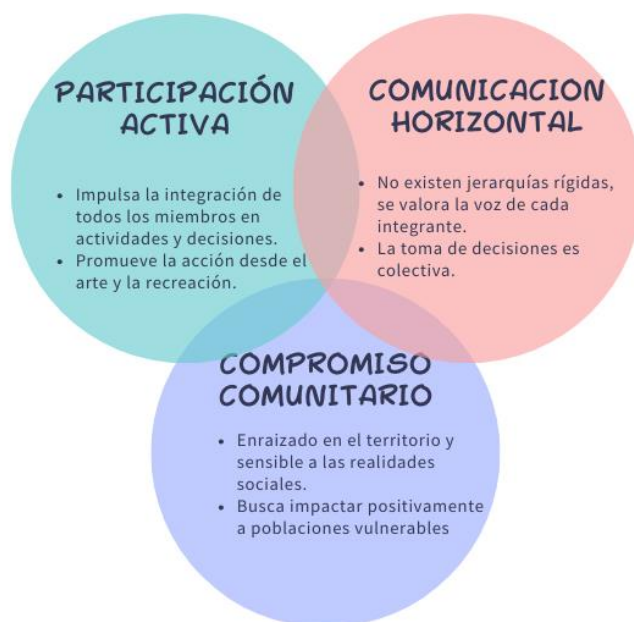 PARTICIPACIÓN
ACTIVA
• Impulsa la integración de
todos los miembros en
actividades y decisiones.
• Promueve la acción desde el
arte y la recreación.
COMUNICACION
HORIZONTAL
• No existen jerarquías rígidas,
se valora la voz de cada
integrante.
• La toma de decisiones es
colectiva.
COMPROMISO
COMUNITARIO
• Enraizado en el territorio y
sensible a las realidades
sociales.
• Busca impactar positivamente
a poblaciones vulnerables